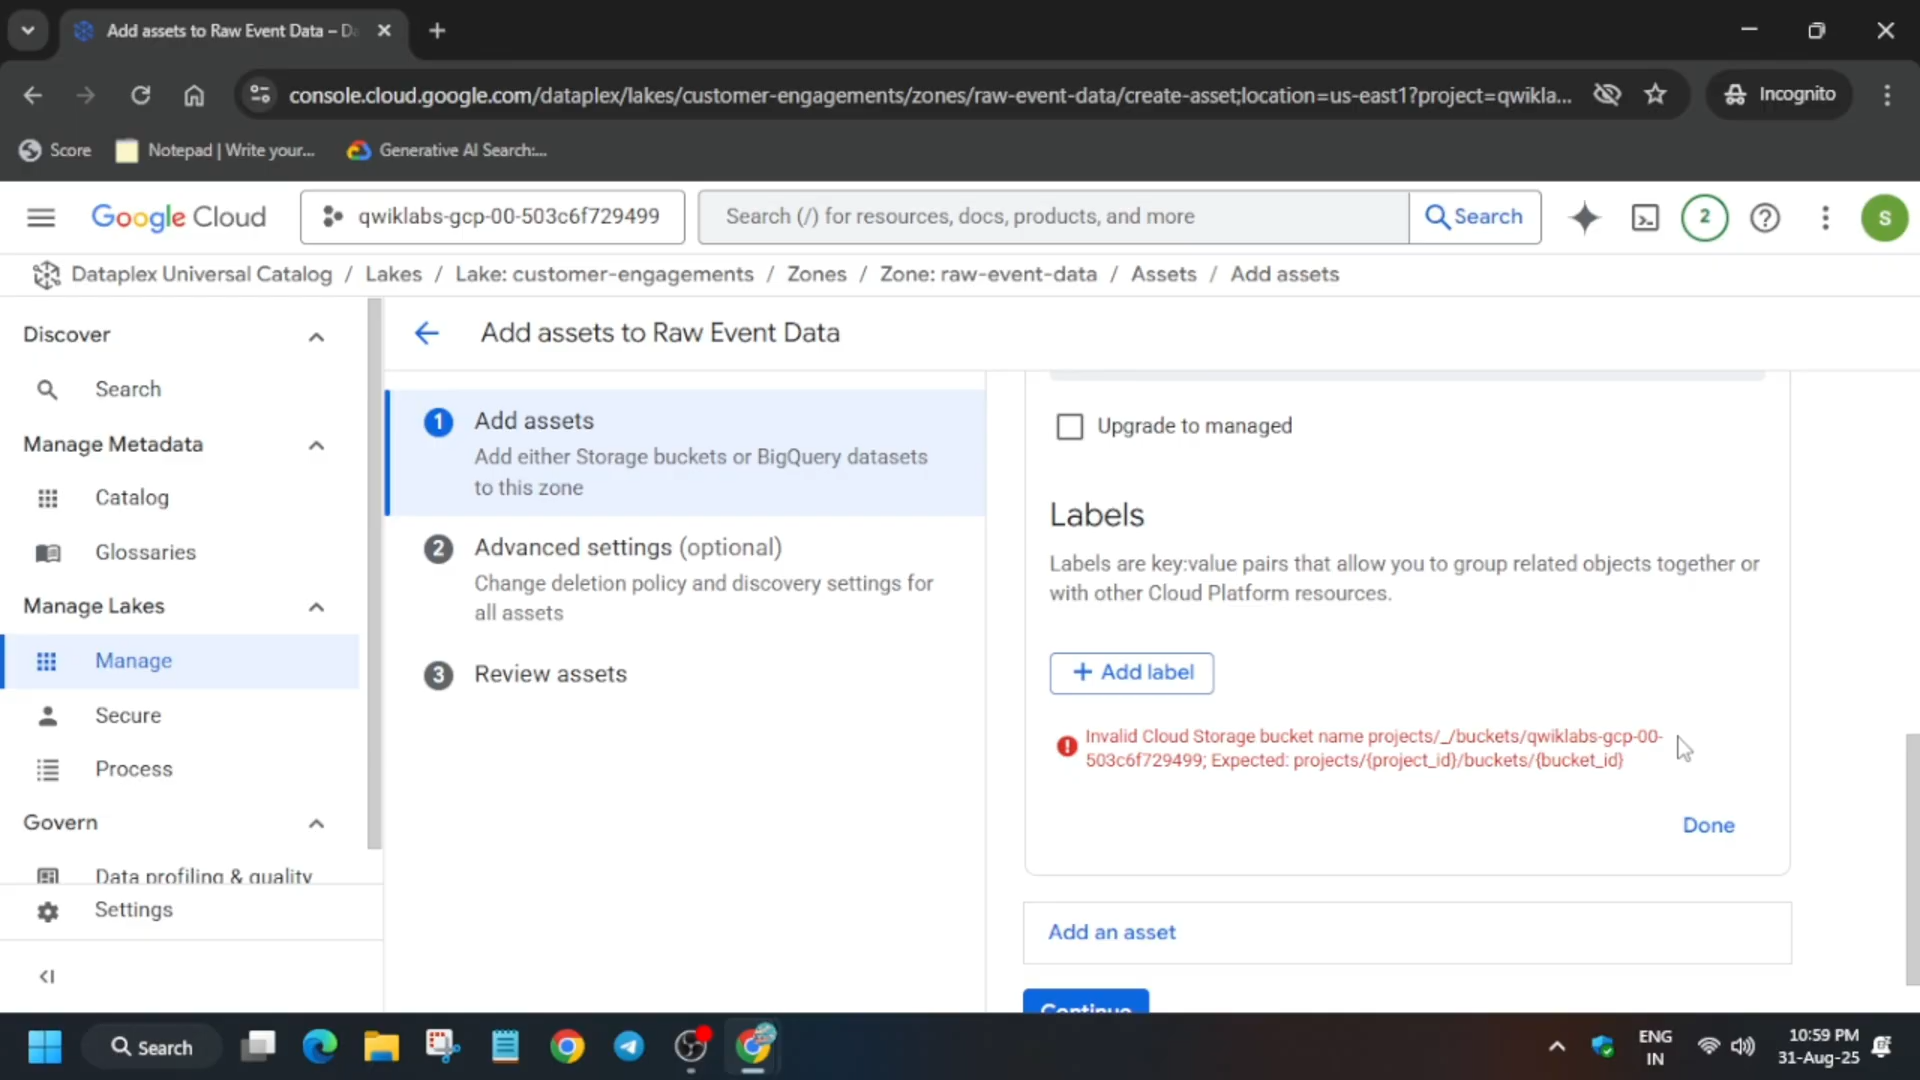 Add assets to Raw Event Data – Da
console.cloud.google.com/dataplex/lakes/customer-engagements/zones/raw-event-data/create-asset;location=us-east1?project=qwikla...
Incognito
Score
Notepad | Write your...
Generative AI Search:...
Google Cloud
qwiklabs-gcp-00-503c6f729499
Search (/) for resources, docs, products, and more
Search
2
S
Dataplex Universal Catalog / Lakes / Lake: customer-engagements / Zones / Zone: raw-event-data / Assets / Add assets
Discover
Search
Manage Metadata
Catalog
Glossaries
Manage Lakes
Manage
Secure
Process
Govern
Data profiling & quality
Settings
Add assets to Raw Event Data
1
Add assets
Add either Storage buckets or BigQuery datasets
to this zone
2
Advanced settings (optional)
Change deletion policy and discovery settings for
all assets
3
Review assets
Upgrade to managed
Labels
Labels are key:value pairs that allow you to group related objects together or
with other Cloud Platform resources.
+ Add label
Invalid Cloud Storage bucket name projects/_/buckets/qwiklabs-gcp-00-
503c6f729499; Expected: projects/{project_id}/buckets/{bucket_id}
Done
Add an asset
Continue
Search
ENG
IN
10:59 PM
31-Aug-25